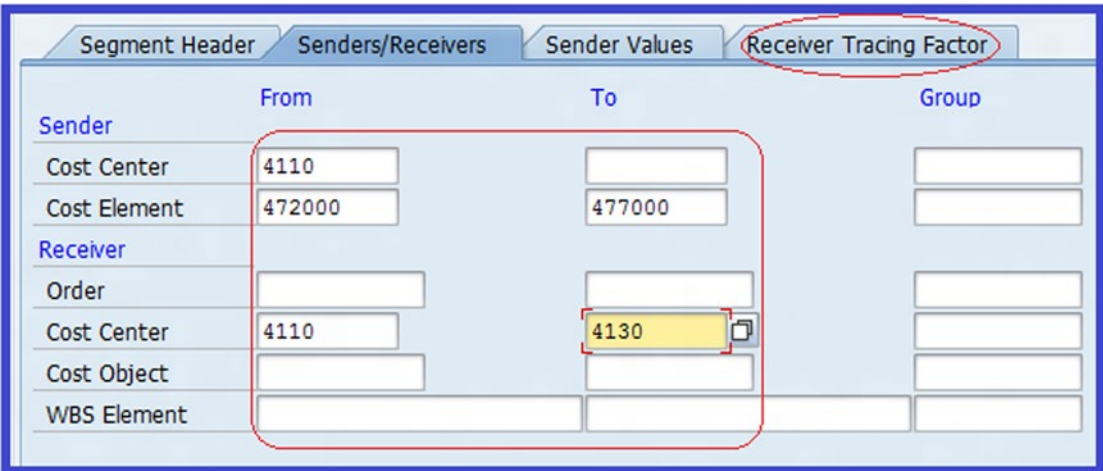 Segment Header Senders/Receivers Sender Values Receiver Tracing Factor
From To Group
Sender
Cost Center 4110
Cost Element 472000 477000
Receiver
Order
Cost Center 4110 4130
Cost Object
WBS Element